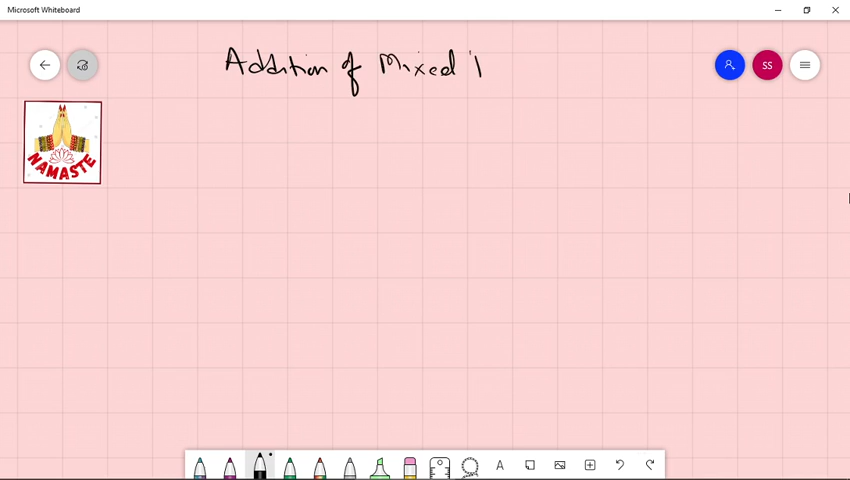 Microsoft Whiteboard
Addition of Mixed
SS
NAMASTE
A